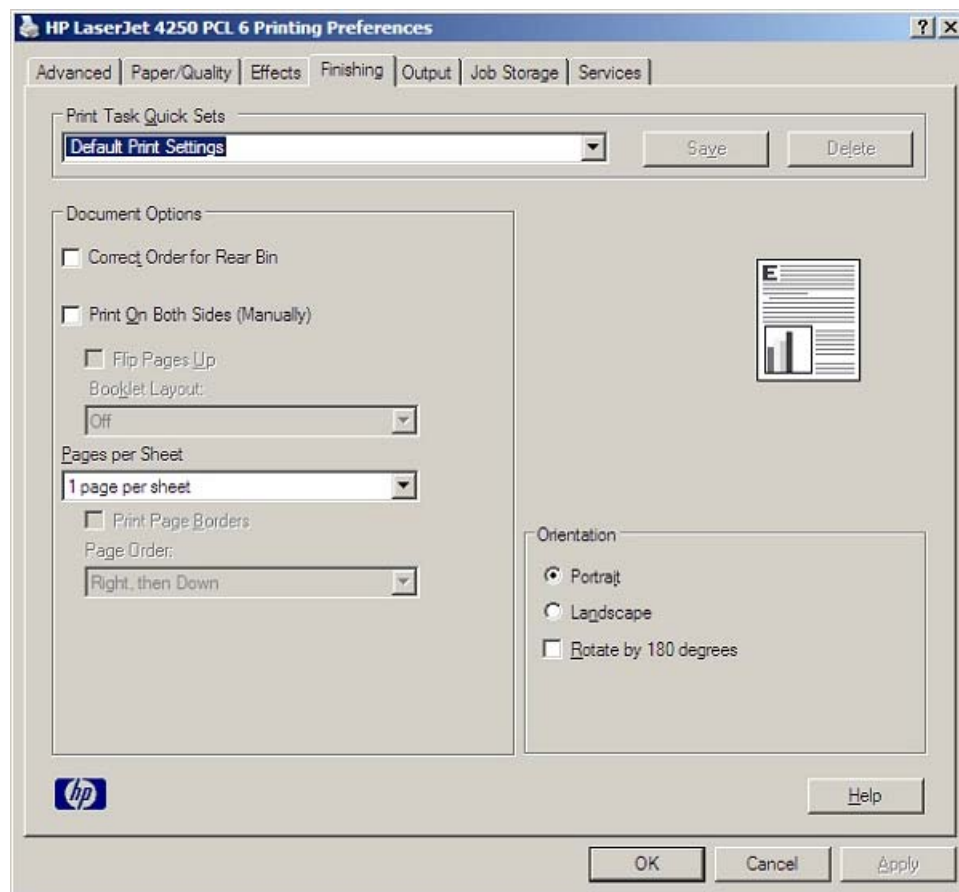 HP LaserJet 4250 PCL 6 Printing Preferences
Advanced Paper/Quality Effects Finishing Output Job Storage Services
Print Task Quick Sets
Default Print Settings Save Delete
Document Options
Correct Order for Rear Bin
Print On Both Sides (Manually)
Flip Pages Up
Booklet Layout:
Off
Pages per Sheet
1 page per sheet
Print Page Borders
Page Order:
Right, then Down
E
Orientation
Portrait
Landscape
Rotate by 180 degrees
hp
Help
OK Cancel Apply